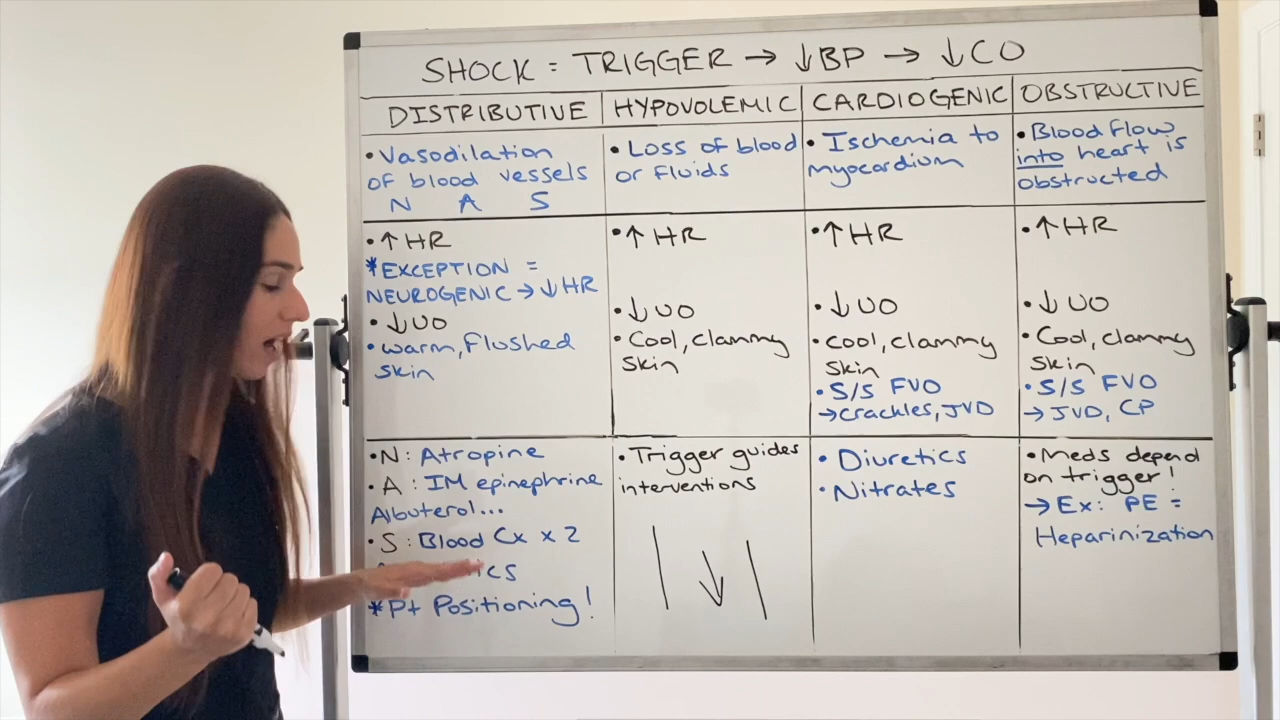 SHOCK = TRIGGER → ↓BP → ↓CO
DISTRIBUTIVE
• Vasodilation
of blood vessels
N A S
• ↑ HR
*EXCEPTION =
NEUROGENIC → ↓ HR
• ↓ UO
• warm, flushed
skin
• N: Atropine
• A: IM epinephrine
Albuterol...
• S: Blood Cx x 2
*Pt Positioning!
HYPOVOLEMIC
• Loss of blood
or fluids
• ↑ HR
• ↓ UO
• Cool, clammy
skin
• Trigger guides
interventions
↓
CARDIOGENIC
• Ischemia to
myocardium
• ↑ HR
• ↓ UO
• cool, clammy
skin
• S/S FVO
→ crackles, JVD
• Diuretics
• Nitrates
OBSTRUCTIVE
• Blood flow
into heart is
obstructed
• ↑ HR
• ↓ UO
• Cool, clammy
skin
• S/S FVO
→ JVD, CP
• Meds depend
on trigger!
→ Ex: PE =
Heparinization